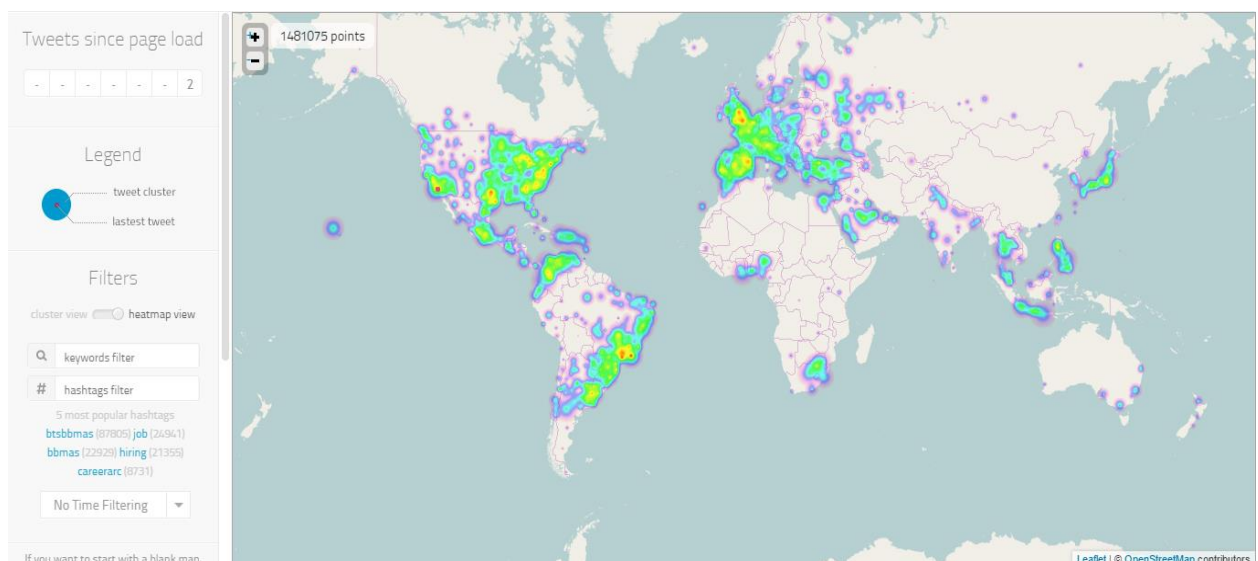 Tweets since page load
- - - - - - 2
Legend
tweet cluster
lastest tweet
Filters
cluster view heatmap view
keywords filter
# hashtags filter
5 most popular hashtags
btsbbmas (87805) job (24941)
bbmas (22929) hiring (21355)
careerarc (8731)
No Time Filtering
If you want to start with a blank map,
+ 1481075 points
-
Leaflet | © OpenStreetMap contributors